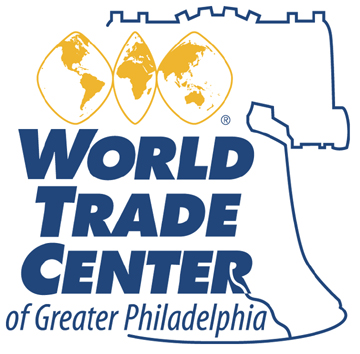 ®
WORLD
TRADE
CENTER
of Greater Philadelphia